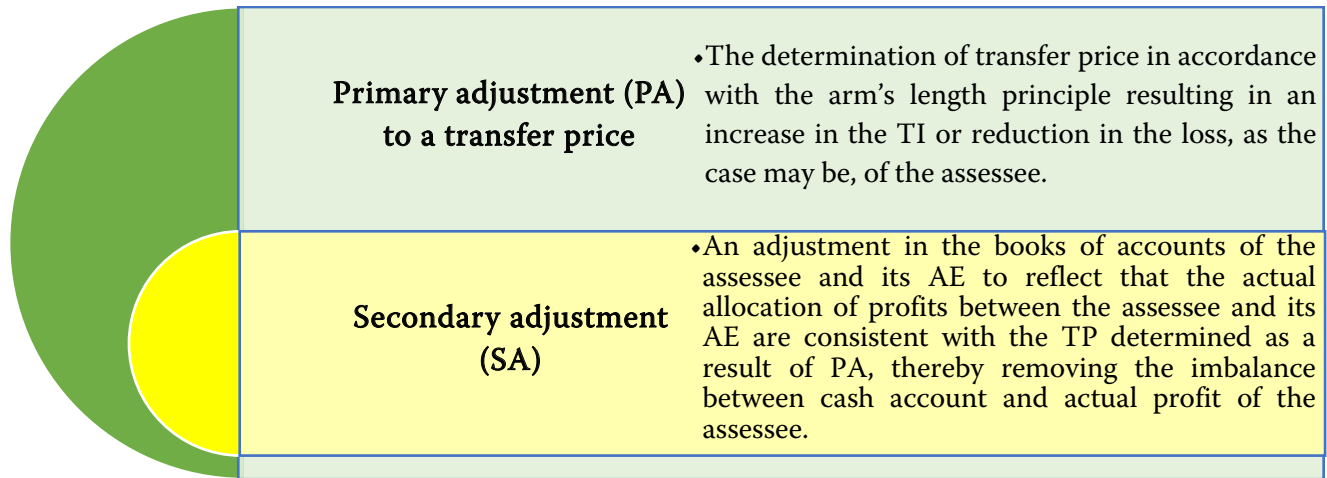 Primary adjustment (PA)
to a transfer price
•The determination of transfer price in accordance
with the arm's length principle resulting in an
increase in the TI or reduction in the loss, as the
case may be, of the assessee.
Secondary adjustment
(SA)
•An adjustment in the books of accounts of the
assessee and its AE to reflect that the actual
allocation of profits between the assessee and its
AE are consistent with the TP determined as a
result of PA, thereby removing the imbalance
between cash account and actual profit of the
assessee.